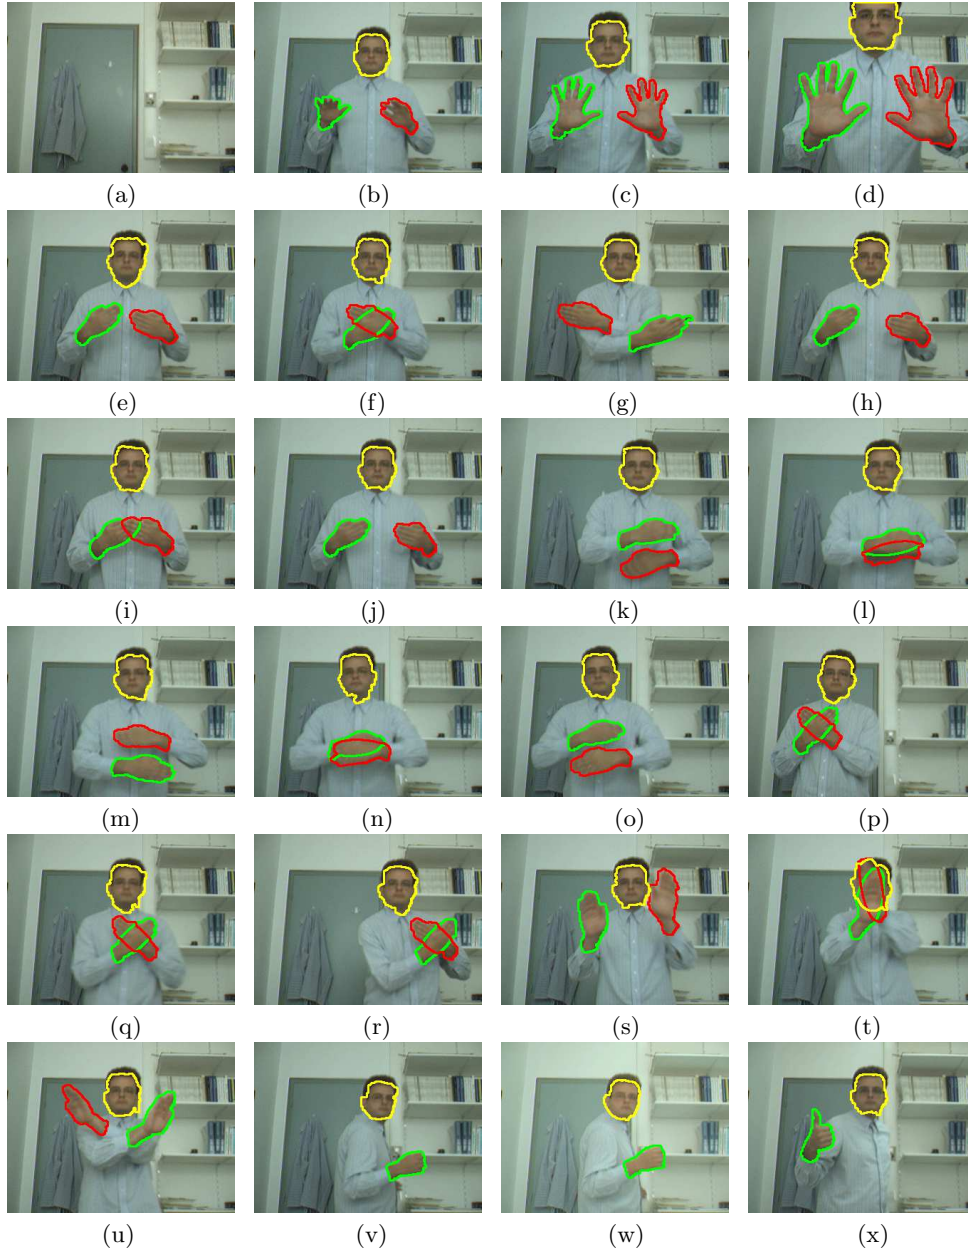 (a) (b) (c) (d)
(e) (f) (g) (h)
(i) (j) (k) (l)
(m) (n) (o) (p)
(q) (r) (s) (t)
(u) (v) (w) (x)